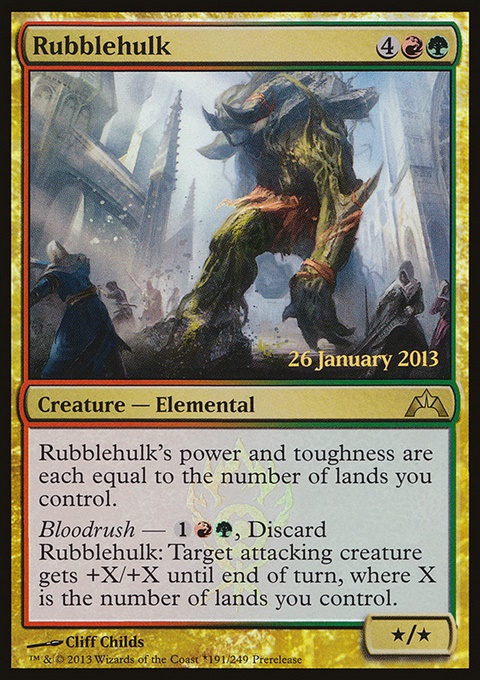 Rubblehulk 4
26 January 2013
Creature — Elemental
Rubblehulk's power and toughness are
each equal to the number of lands you
control.
Bloodrush — 1 , Discard
Rubblehulk: Target attacking creature
gets +X/+X until end of turn, where X
is the number of lands you control.
★/★
Cliff Childs
™ & © 2013 Wizards of the Coast *191/249 Prerelease